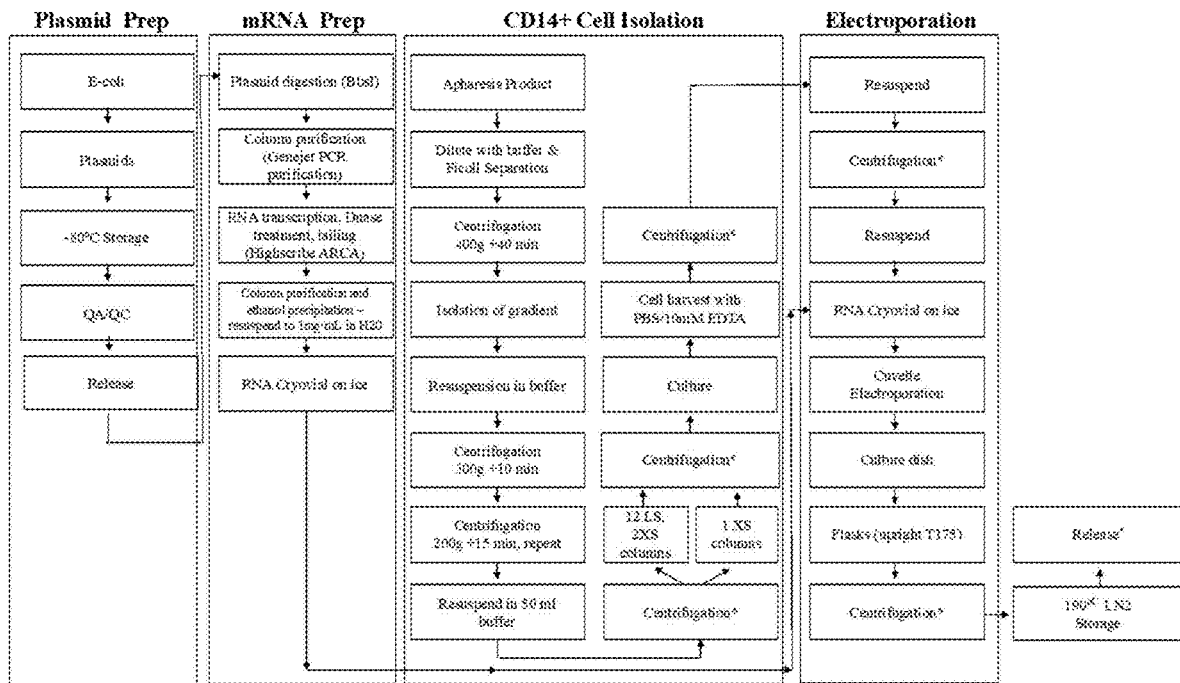 Plasmid Prep
mRNA Prep
CD14+ Cell Isolation
Electroporation
E-coli
Plasmids
-80°C Storage
QA/QC
Release
Plasmid digestion (BbsI)
Column purification
(Genejet PCR
purification)
RNA transcription, Dnase
treatment, tailing
(Highscribe ARCA)
Column purification and
ethanol precipitation –
resuspend to 1mg/mL in H20
RNA Cryovial on ice
Apharesis Product
Dilute with buffer &
Ficoll Separation
Centrifugation
400g +40 min
Isolation of gradient
Resuspension in buffer
Centrifugation
300g +10 min
Centrifugation
200g +15 min, repeat
Resuspend in 50 ml
buffer
Centrifugation*
Cell harvest with
PBS/10mM EDTA
Culture
Centrifugation*
12 LS,
2XS
columns
1 XS
columns
Centrifugation*
Resuspend
Centrifugation*
Resuspend
RNA Cryovial on ice
Cuvette
Electroporation
Culture dish
Flasks (upright T175)
Centrifugation*
Release*
LN2
Storage